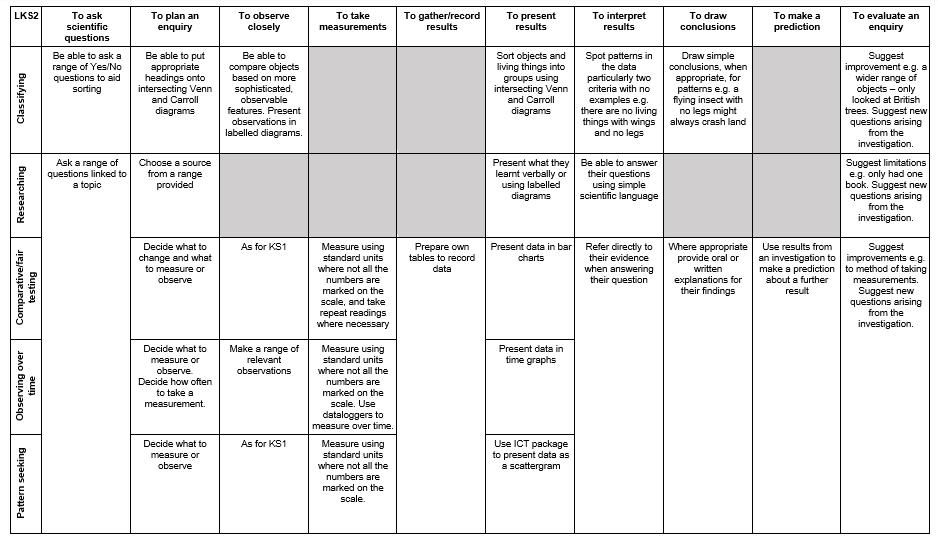 LKS2
To ask
scientific
questions
To plan an
enquiry
To observe
closely
To take
measurements
To gather/record
results
To present
results
To interpret
results
To draw
conclusions
To make a
prediction
To evaluate an
enquiry
Classifying
Be able to ask a
range of Yes/No
questions to aid
sorting
Be able to put
appropriate
headings onto
intersecting Venn
and Carroll
diagrams
Be able to
compare objects
based on more
sophisticated,
observable
features. Present
observations in
labelled diagrams.
Sort objects and
living things into
groups using
intersecting Venn
and Carroll
diagrams
Spot patterns in
the data
particularly two
criteria with no
examples e.g.
there are no living
things with wings
and no legs
Draw simple
conclusions, when
appropriate, for
patterns e.g. a
flying insect with
no legs might
always crash land
Suggest
improvement e.g. a
wider range of
objects – only
looked at British
trees. Suggest new
questions arising
from the
investigation.
Researching
Ask a range of
questions linked to
a topic
Choose a source
from a range
provided
Present what they
learnt verbally or
using labelled
diagrams
Be able to answer
their questions
using simple
scientific language
Suggest limitations
e.g. only had one
book. Suggest new
questions arising
from the
investigation.
Comparative/fair
testing
Decide what to
change and what
to measure or
observe
As for KS1
Measure using
standard units
where not all the
numbers are
marked on the
scale, and take
repeat readings
where necessary
Prepare own
tables to record
data
Present data in bar
charts
Refer directly to
their evidence
when answering
their question
Where appropriate
provide oral or
written
explanations for
their findings
Use results from
an investigation to
make a prediction
about a further
result
Suggest
improvements e.g.
to method of taking
measurements.
Suggest new
questions arising
from the
investigation.
Observing over
time
Decide what to
measure or
observe.
Decide how often
to take a
measurement.
Make a range of
relevant
observations
Measure using
standard units
where not all the
numbers are
marked on the
scale. Use
dataloggers to
measure over time.
Present data in
time graphs
Pattern seeking
Decide what to
measure or
observe
As for KS1
Measure using
standard units
where not all the
numbers are
marked on the
scale.
Use ICT package
to present data as
a scattergram